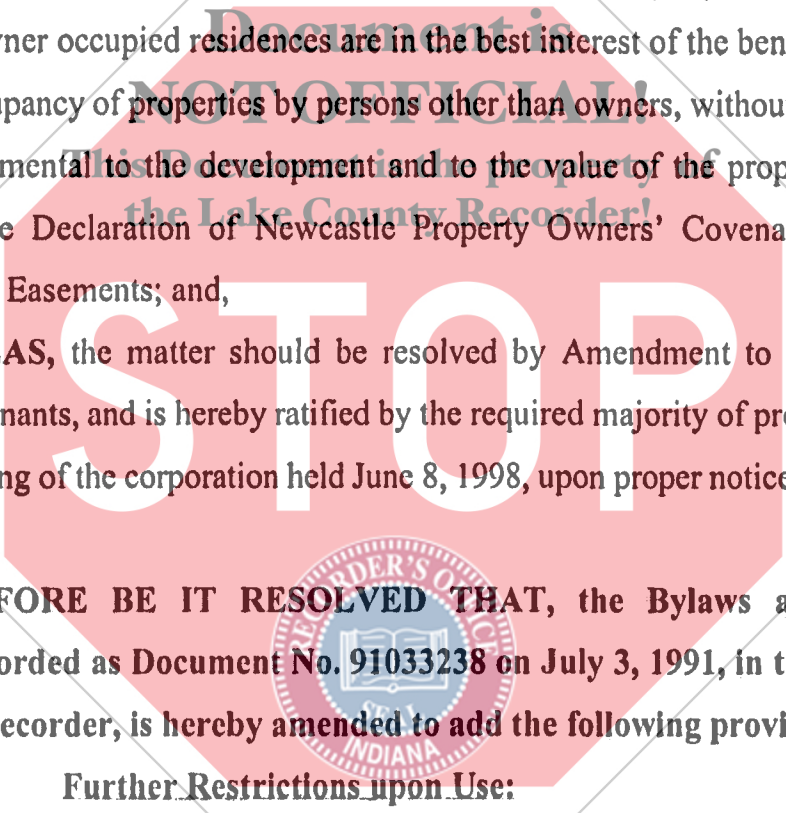 Document is
wner occupied residences are in the best interest of the ben
NOT OFFICIAL!
upancy of properties by persons other than owners, without
This Document is the property of
mental to the development and to the value of the prop
the Lake County Recorder!
e Declaration of Newcastle Property Owners' Covena
Easements; and,
AS, the matter should be resolved by Amendment to
nants, and is hereby ratified by the required majority of pr
ng of the corporation held June 8, 1998, upon proper notice
STOP
FORE BE IT RESOLVED THAT, the Bylaws a
orded as Document No. 91033238 on July 3, 1991, in t
ecorder, is hereby amended to add the following provi
Further Restrictions upon Use:
RECORDER'S OFFICE
SEAL
INDIANA